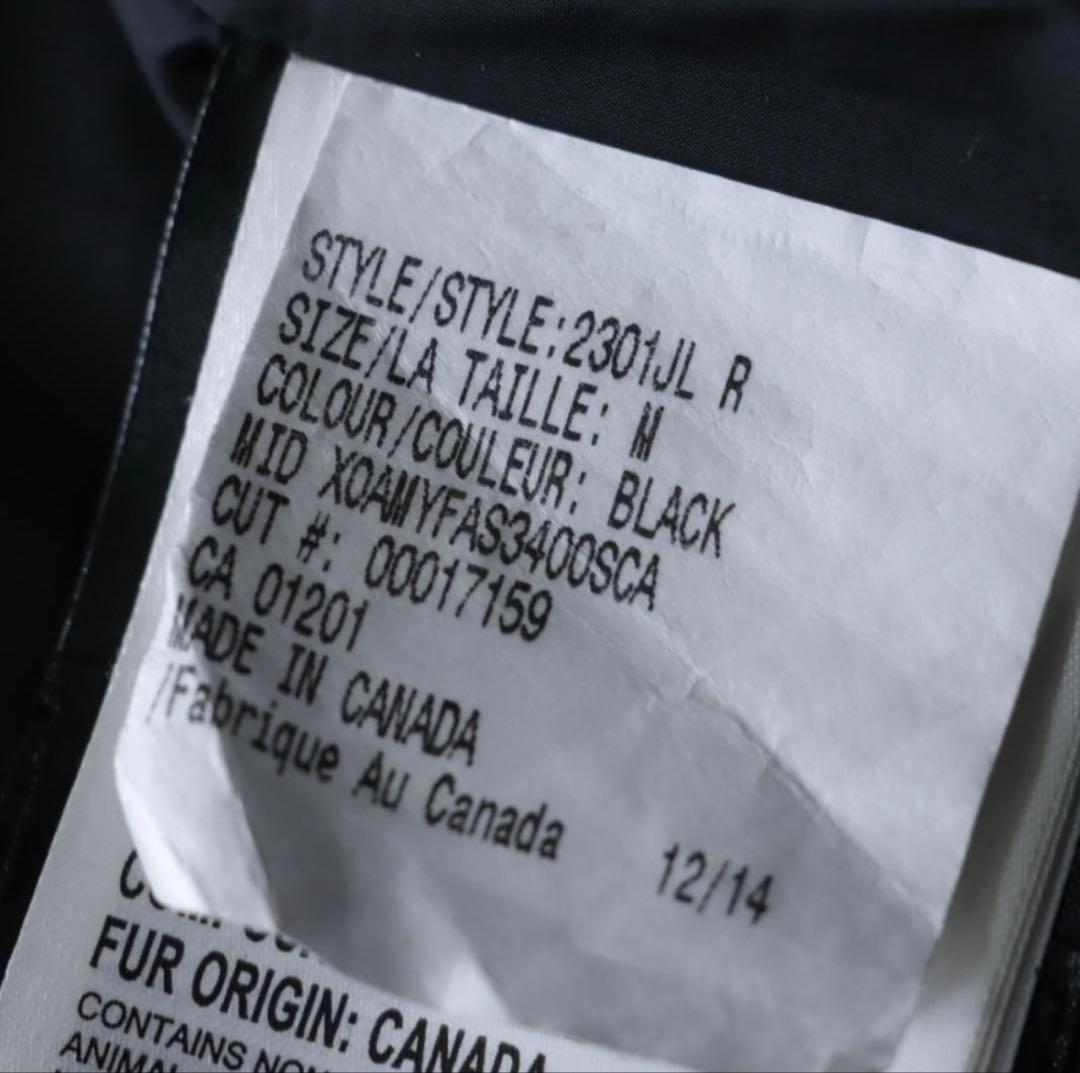 STYLE/STYLE:2301JL R
SIZE/LA TAILLE: M
COLOUR/COULEUR: BLACK
MID XOAMYFAS3400SCA
CUT #: 00017159
CA 01201
MADE IN CANADA
/Fabrique Au Canada
12/14
FUR ORIGIN: CANADA
CONTAINS